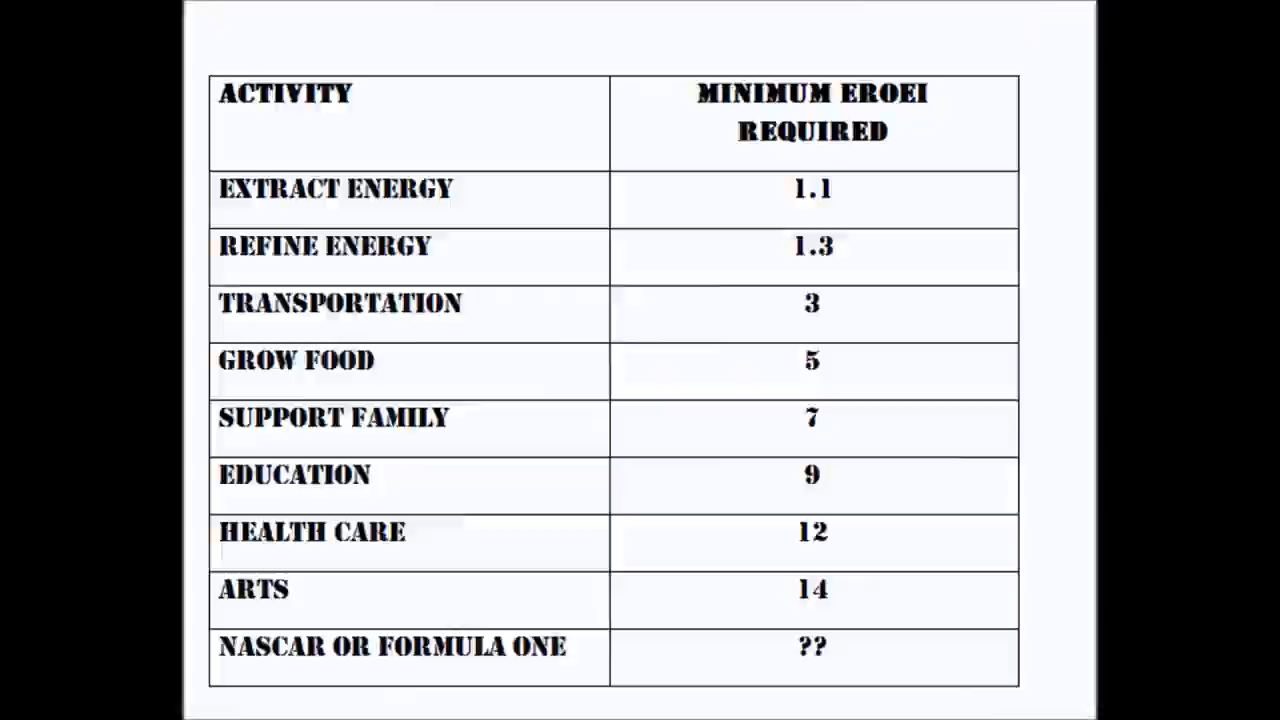 ACTIVITY
MINIMUM EROEI
REQUIRED
EXTRACT ENERGY 1.1
REFINE ENERGY 1.3
TRANSPORTATION 3
GROW FOOD 5
SUPPORT FAMILY 7
EDUCATION 9
HEALTH CARE 12
ARTS 14
NASCAR OR FORMULA ONE ??